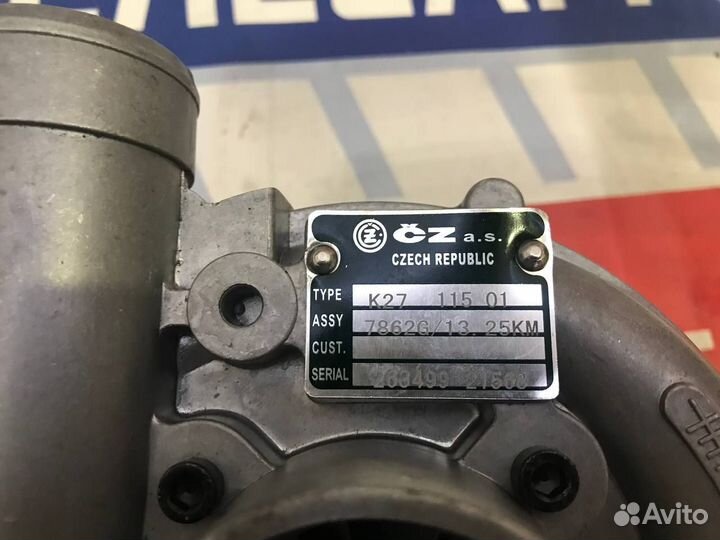 ČZ a.s.
CZECH REPUBLIC
TYPE K27 115 01
ASSY 7862G/13.25KM
CUST.
SERIAL
Avito